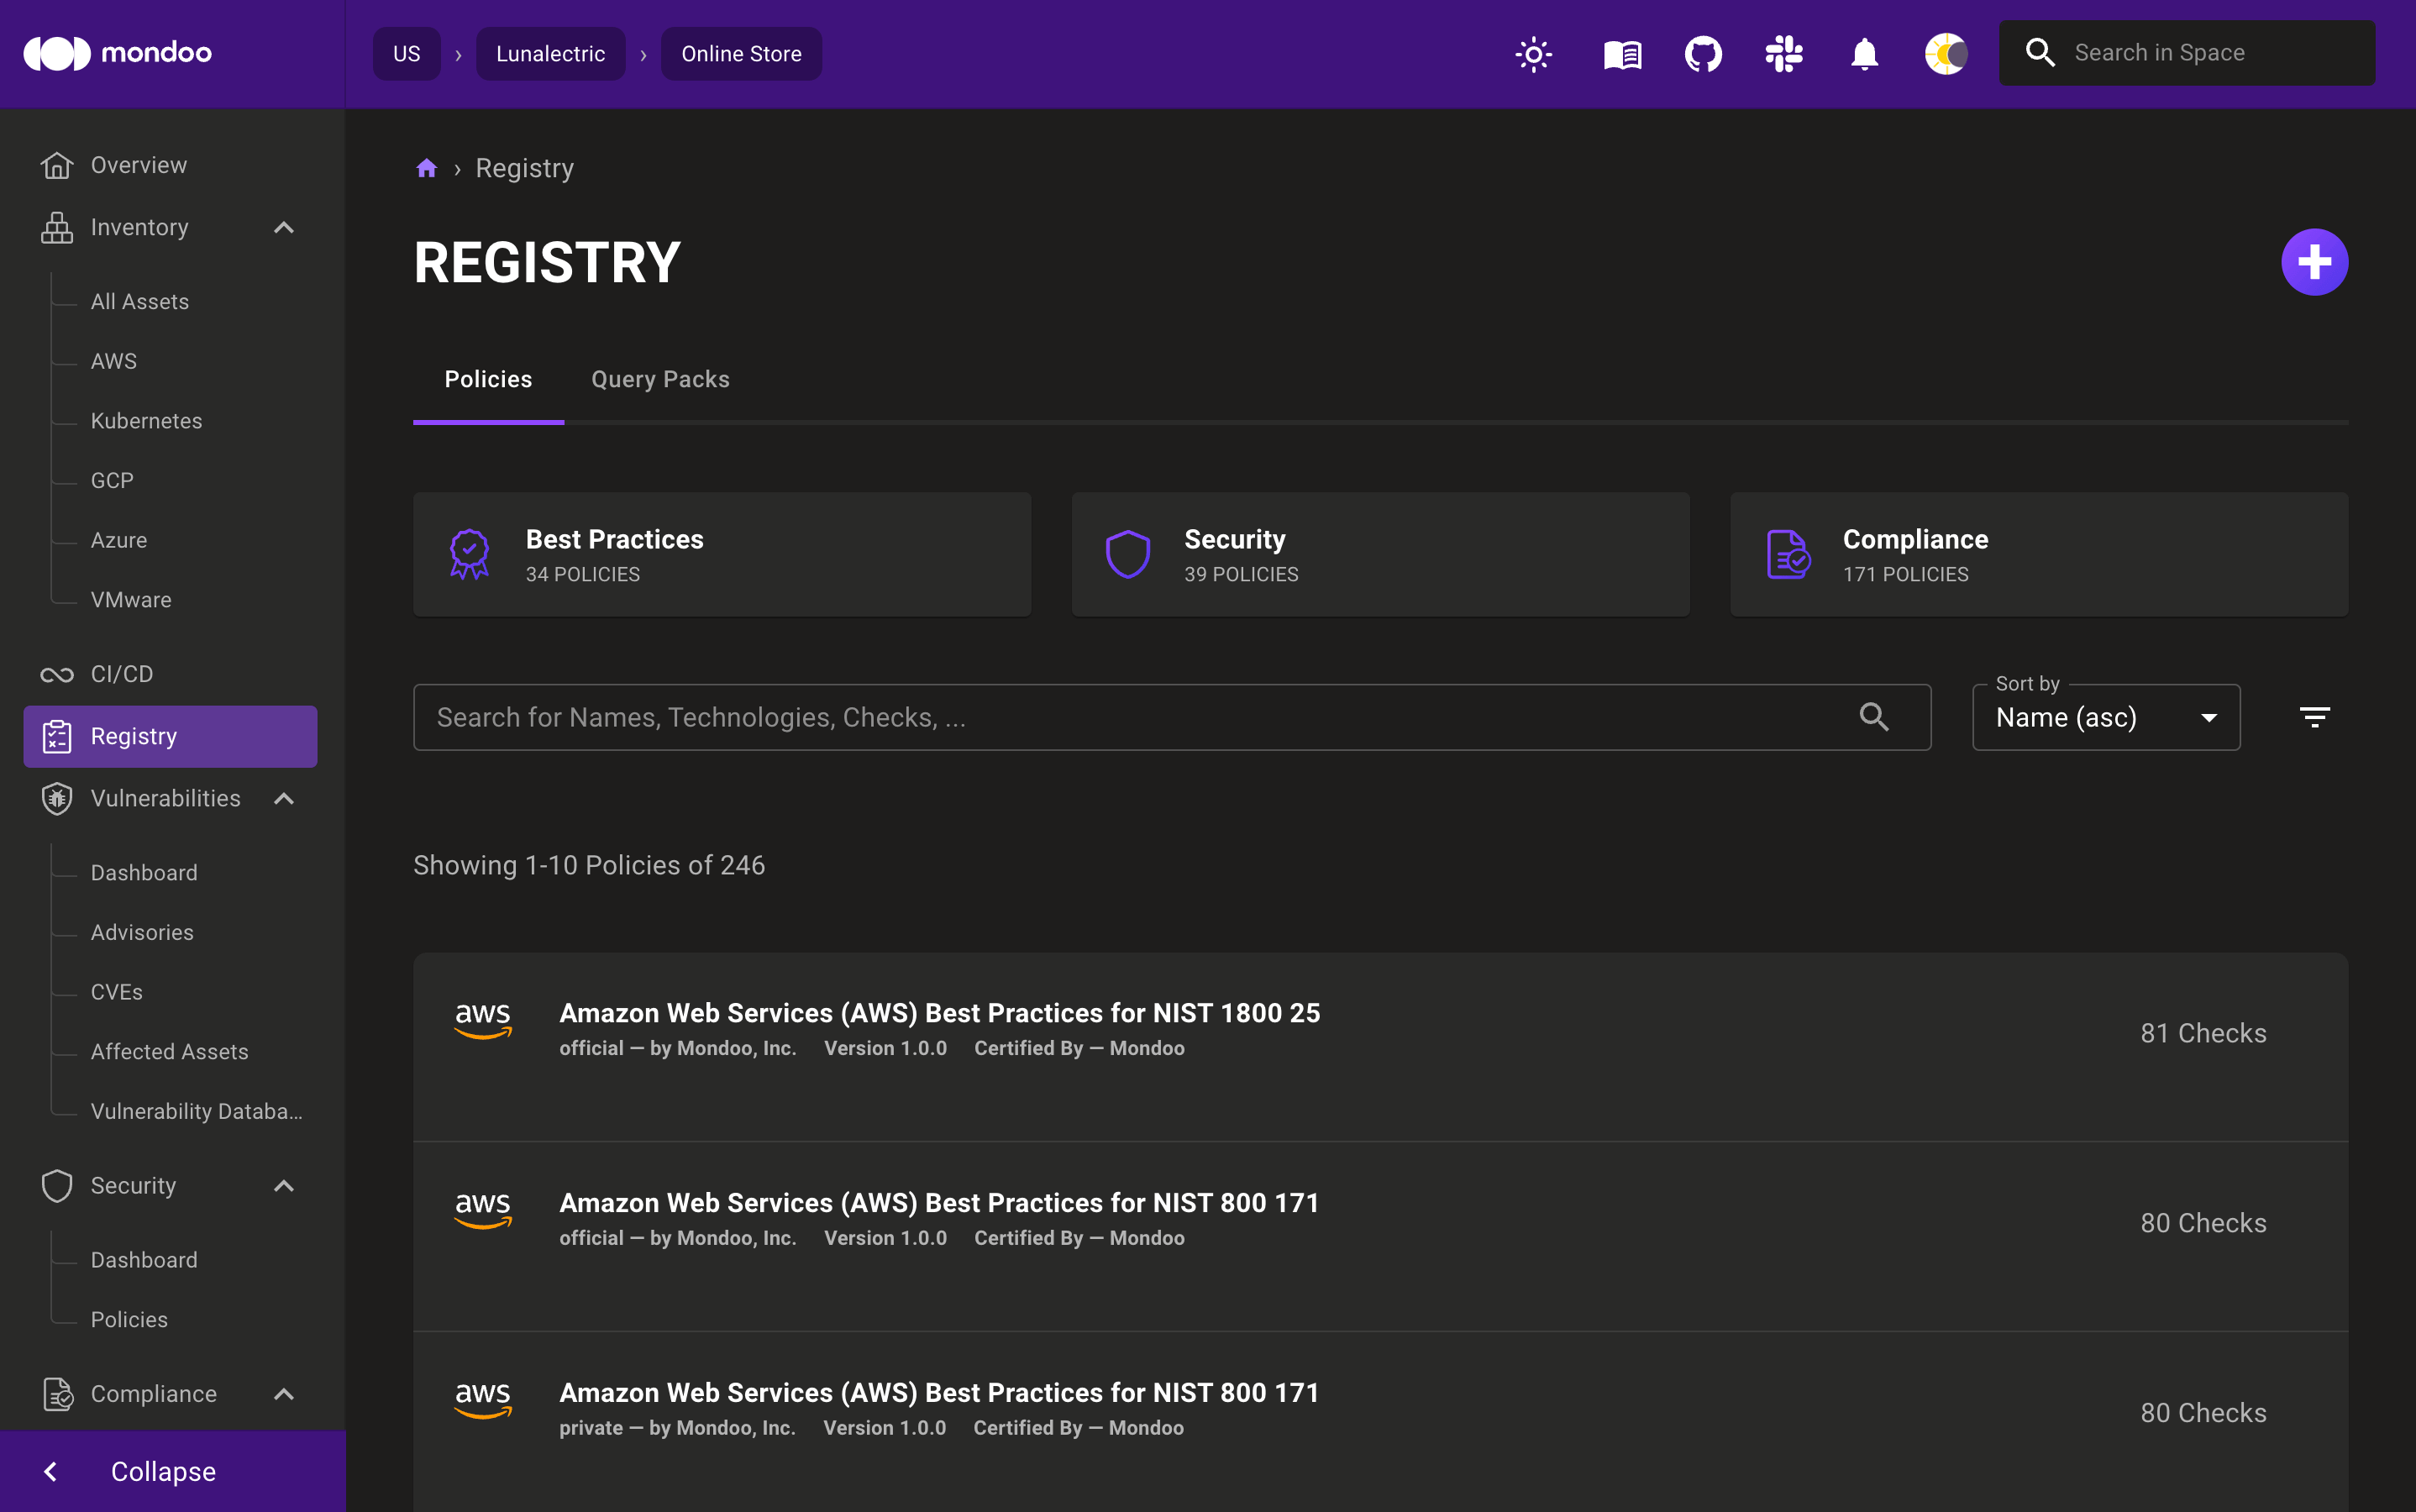 mondoo
US › Lunalectric › Online Store
Search in Space
Overview
Inventory
All Assets
AWS
Kubernetes
GCP
Azure
VMware
CI/CD
Registry
Vulnerabilities
Dashboard
Advisories
CVEs
Affected Assets
Vulnerability Databa...
Security
Dashboard
Policies
Compliance
Collapse
› Registry
REGISTRY
Policies
Query Packs
Best Practices
34 POLICIES
Security
39 POLICIES
Compliance
171 POLICIES
Search for Names, Technologies, Checks, ...
Sort by
Name (asc)
Showing 1-10 Policies of 246
aws
Amazon Web Services (AWS) Best Practices for NIST 1800 25
official — by Mondoo, Inc. Version 1.0.0 Certified By — Mondoo
81 Checks
aws
Amazon Web Services (AWS) Best Practices for NIST 800 171
official — by Mondoo, Inc. Version 1.0.0 Certified By — Mondoo
80 Checks
aws
Amazon Web Services (AWS) Best Practices for NIST 800 171
private — by Mondoo, Inc. Version 1.0.0 Certified By — Mondoo
80 Checks